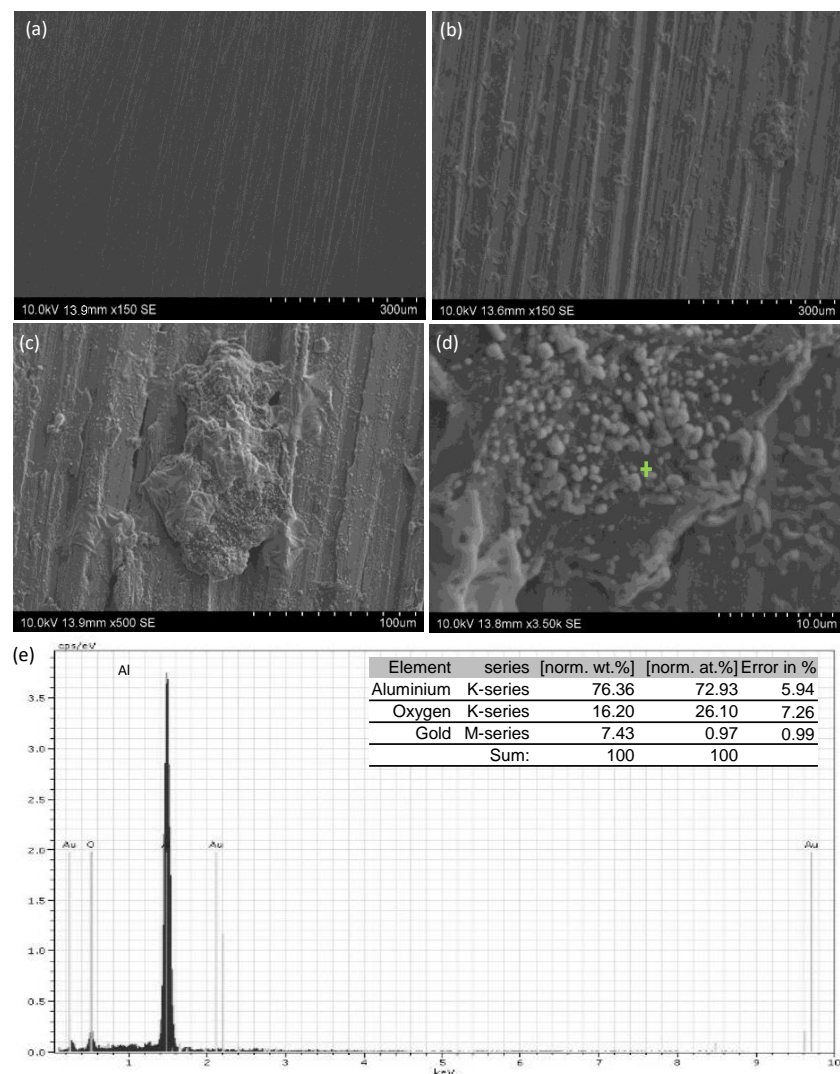 (a)
10.0kV 13.9mm x150 SE 300um
(b)
10.0kV 13.6mm x150 SE 300um
(c)
10.0kV 13.9mm x500 SE 100um
(d)
10.0kV 13.8mm x3.50k SE 10.0um
(e)
cps/eV
Al
Element series [norm. wt.%] [norm. at.%] Error in %
Aluminium K-series 76.36 72.93 5.94
Oxygen K-series 16.20 26.10 7.26
Gold M-series 7.43 0.97 0.99
Sum: 100 100
3.5
3.0
2.5
2.0
Au O Au Au
1.5
1.0
0.5
0.0
1 2 3 4 5 6 7 8 9 10
keV